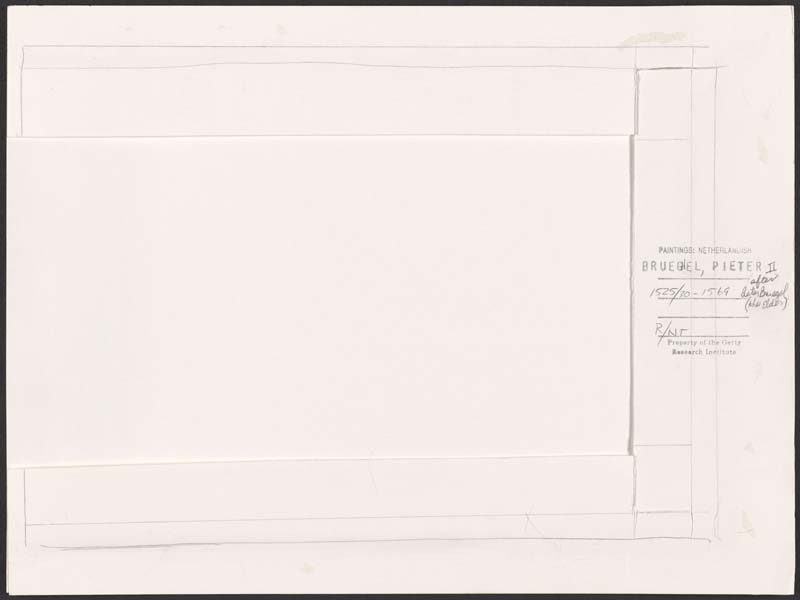 PAINTINGS: NETHERLANDISH
BRUEGEL, PIETER II
after
Pieter Bruegel
(the Elder)
1525/30-1569
R/NT
Property of the Getty
Research Institute